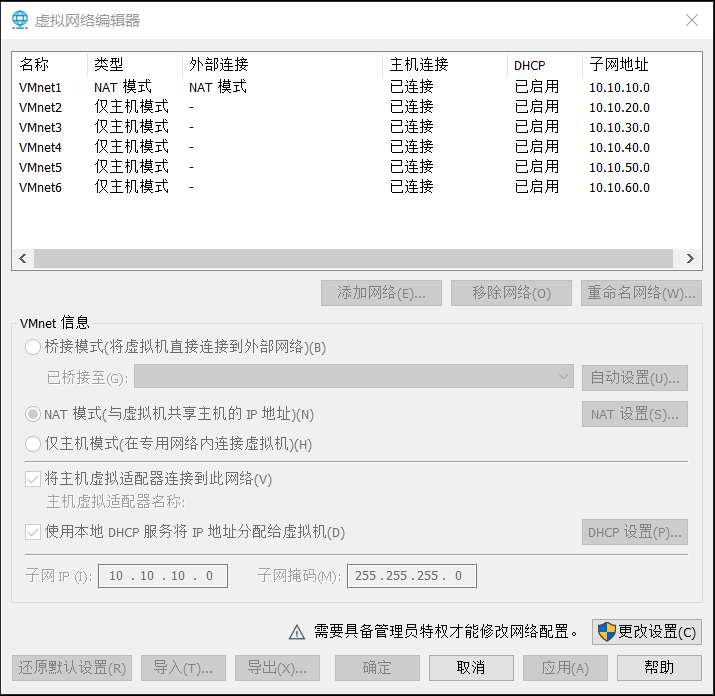 虚拟网络编辑器
名称 类型 外部连接 主机连接 DHCP 子网地址
VMnet1 NAT 模式 NAT 模式 已连接 已启用 10.10.10.0
VMnet2 仅主机模式 - 已连接 已启用 10.10.20.0
VMnet3 仅主机模式 - 已连接 已启用 10.10.30.0
VMnet4 仅主机模式 - 已连接 已启用 10.10.40.0
VMnet5 仅主机模式 - 已连接 已启用 10.10.50.0
VMnet6 仅主机模式 - 已连接 已启用 10.10.60.0
添加网络(E)... 移除网络(O) 重命名网络(W)...
VMnet 信息
桥接模式(将虚拟机直接连接到外部网络)(B)
已桥接至(G): 自动设置(U)...
NAT 模式(与虚拟机共享主机的 IP 地址)(N) NAT 设置(S)...
仅主机模式(在专用网络内连接虚拟机)(H)
将主机虚拟适配器连接到此网络(V)
主机虚拟适配器名称:
使用本地 DHCP 服务将 IP 地址分配给虚拟机(D) DHCP 设置(P)...
子网 IP (I): 10 . 10 . 10 . 0 子网掩码(M): 255 . 255 . 255 . 0
需要具备管理员特权才能修改网络配置。 更改设置(C)
还原默认设置(R) 导入(T)... 导出(X)... 确定 取消 应用(A) 帮助